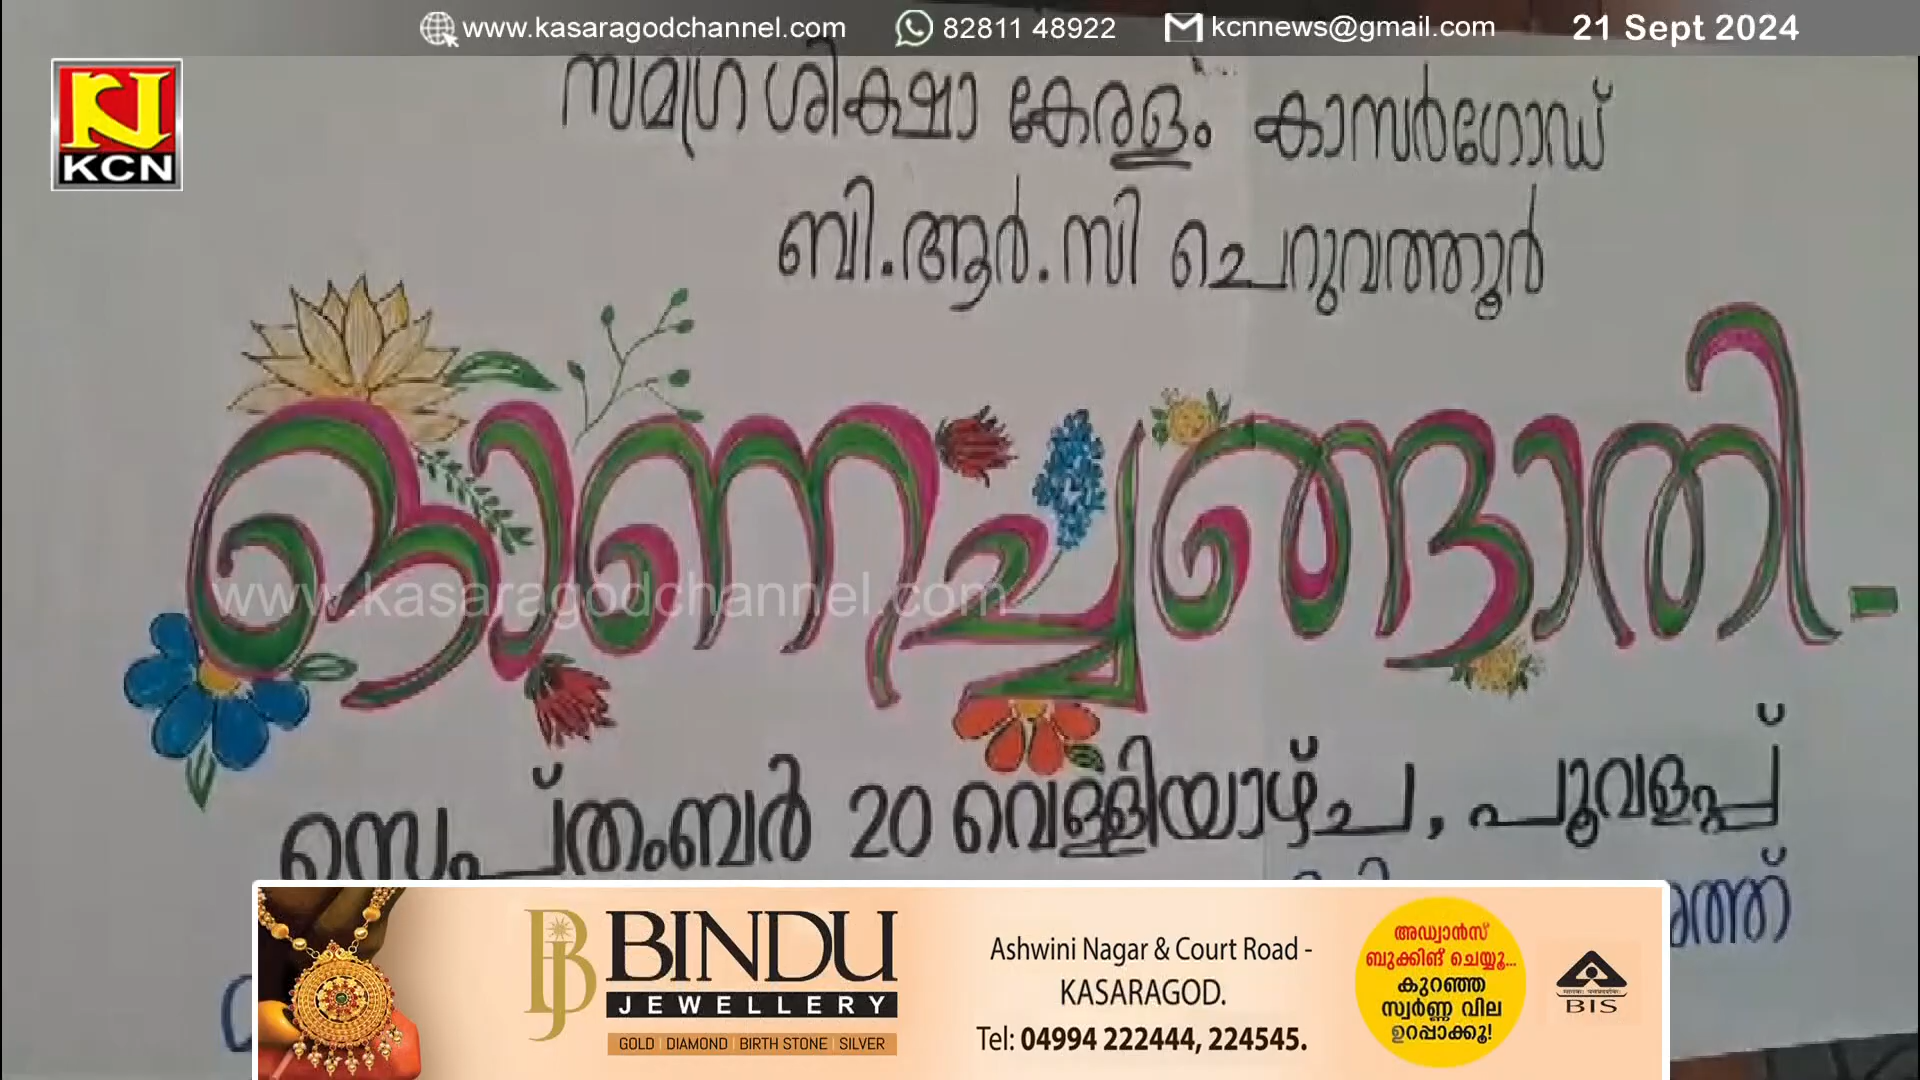 www.kasaragodchannel.com 82811 48922 kcnnews@gmail.com 21 Sept 2024
KCN
സമഗ്ര ശിക്ഷാ കേരളം കാസർഗോഡ്
ബി.ആർ.സി ചെറുവത്തൂർ
ഓണച്ചങ്ങാതി -
www.kasaragodchannel.com
സെപ്തംബർ 20 വെള്ളിയാഴ്ച, പൂവളപ്പ്
BINDU
JEWELLERY
GOLD | DIAMOND | BIRTH STONE | SILVER
Ashwini Nagar & Court Road -
KASARAGOD.
Tel: 04994 222444, 224545.
അഡ്വാൻസ്
ബുക്കിങ് ചെയ്യൂ...
കുറഞ്ഞ
സ്വർണ്ണ വില
ഉറപ്പാക്കൂ!
BIS